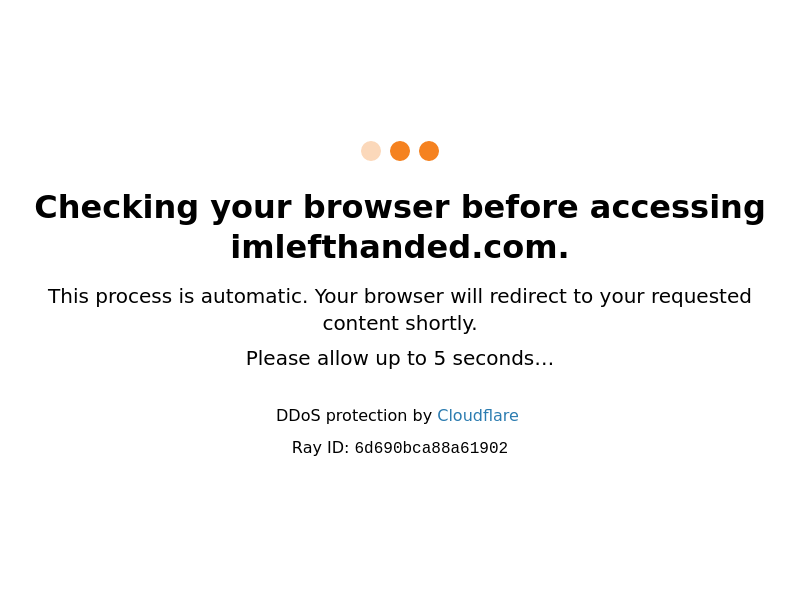 Checking your browser before accessing
imlefthanded.com.
This process is automatic. Your browser will redirect to your requested
content shortly.
Please allow up to 5 seconds…
DDoS protection by Cloudflare
Ray ID: 6d690bca88a61902